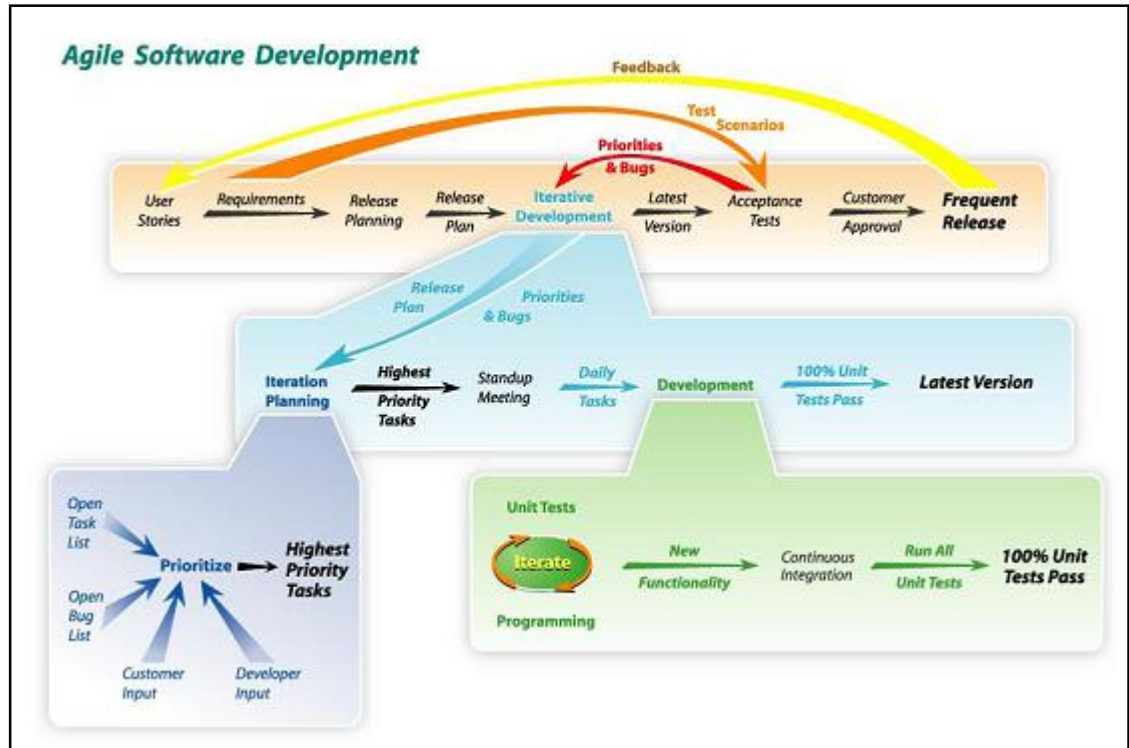 Agile Software Development
Feedback
Test
Scenarios
Priorities
& Bugs
User
Stories
Requirements
Release
Planning
Release
Plan
Iterative
Development
Latest
Version
Acceptance
Tests
Customer
Approval
Frequent
Release
Release
Plan
Priorities
& Bugs
Iteration
Planning
Highest
Priority
Tasks
Standup
Meeting
Daily
Tasks
Development
100% Unit
Tests Pass
Latest Version
Open
Task
List
Prioritize
Highest
Priority
Tasks
Open
Bug
List
Customer
Input
Developer
Input
Unit Tests
Iterate
Programming
New
Functionality
Continuous
Integration
Run All
Unit Tests
100% Unit
Tests Pass